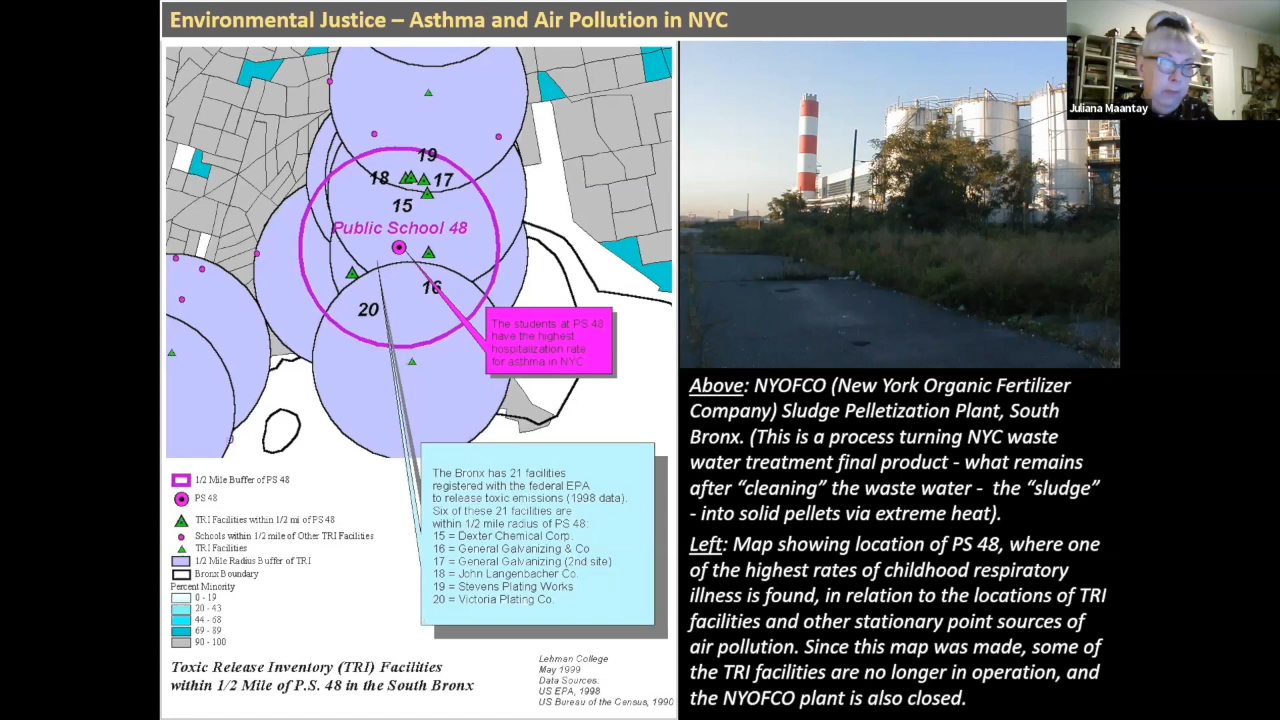 Environmental Justice – Asthma and Air Pollution in NYC
Juliana Maantay
19
18
17
15
Public School 48
16
20
The students at PS 48
have the highest
hospitalization rate
for asthma in NYC
The Bronx has 21 facilities
registered with the federal EPA
to release toxic emissions (1998 data).
Six of these 21 facilities are
within 1/2 mile radius of PS 48:
15 = Dexter Chemical Corp.
16 = General Galvanizing & Co
17 = General Galvanizing (2nd site)
18 = John Langenbacher Co.
19 = Stevens Plating Works
20 = Victoria Plating Co.
1/2 Mile Buffer of PS 48
PS 48
TRI Facilities within 1/2 mi of PS 48
Schools within 1/2 mile of Other TRI Facilities
TRI Facilities
1/2 Mile Radius Buffer of TRI
Bronx Boundary
Percent Minority
0 - 19
20 - 43
44 - 68
69 - 89
90 - 100
Toxic Release Inventory (TRI) Facilities
within 1/2 Mile of P.S. 48 in the South Bronx
Lehman College
May 1999
Data Sources:
US EPA, 1998
US Bureau of the Census, 1990
Above: NYOFCO (New York Organic Fertilizer
Company) Sludge Pelletization Plant, South
Bronx. (This is a process turning NYC waste
water treatment final product - what remains
after “cleaning” the waste water - the “sludge”
- into solid pellets via extreme heat).
Left: Map showing location of PS 48, where one
of the highest rates of childhood respiratory
illness is found, in relation to the locations of TRI
facilities and other stationary point sources of
air pollution. Since this map was made, some of
the TRI facilities are no longer in operation, and
the NYOFCO plant is also closed.